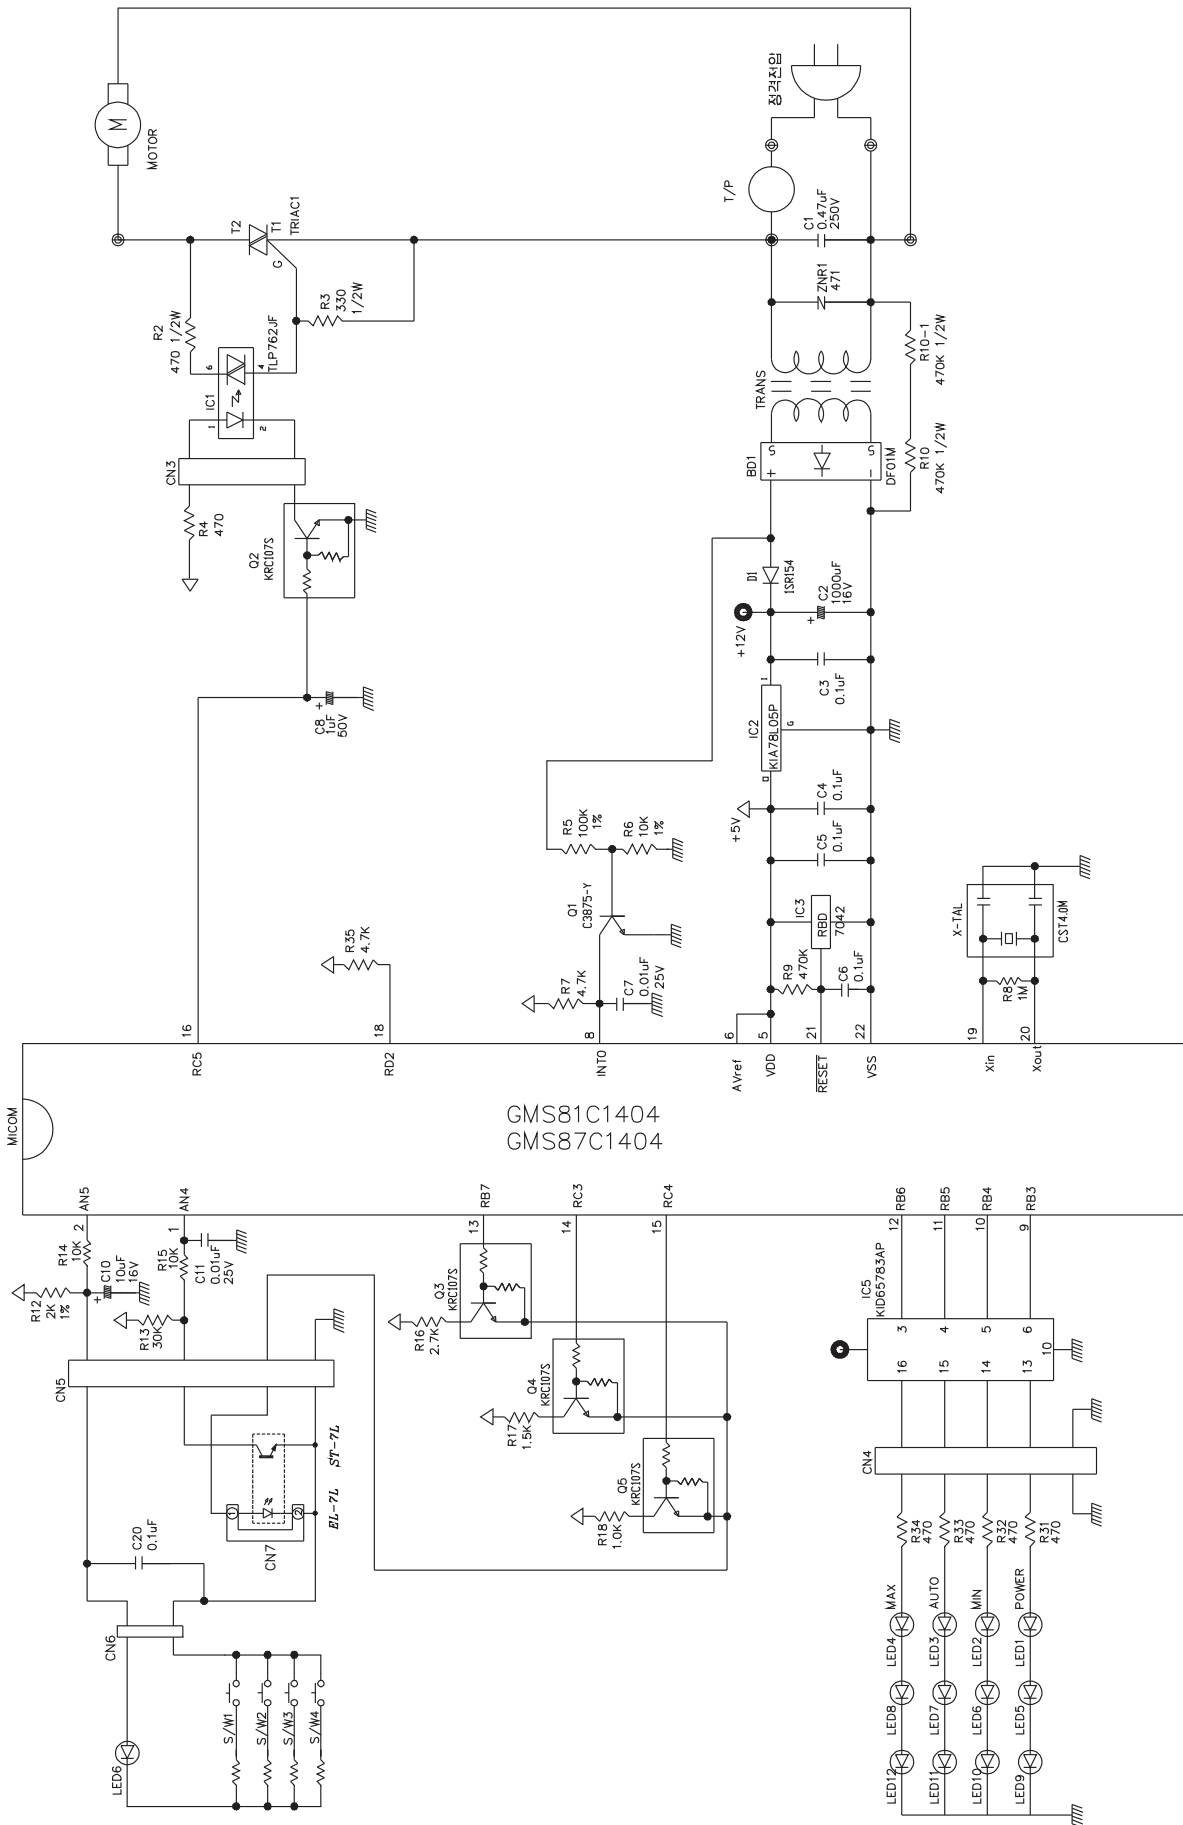 MOTOR
M
T2
T1
TRIAC1
G
R2
470 1/2W
R3
330
1/2W
IC1
TLP762JF
6
4
1
2
CN3
R4
470
Q2
KRC107S
C8
1uF
50V
+
정격전압
T/P
C1
0.47uF
250V
ZNR1
471
R10-1
470K 1/2W
R10
470K 1/2W
TRANS
BD1
S
S
+
−
DF01M
D1
1SR154
+12V
+
C2
1000uF
16V
C3
0.1uF
IC2
KIA78L05P
I
G
O
+5V
C4
0.1uF
C5
0.1uF
IC3
RBD
7042
R9
470K
C6
0.1uF
R5
100K
1%
R6
10K
1%
Q1
C3875-Y
R7
4.7K
C7
0.01uF
25V
R35
4.7K
X-TAL
CST4.0M
R8
1M
16
RC5
18
RD2
8
INT0
6
AVref
5
VDD
21
RESET
22
VSS
19
Xin
20
Xout
MICOM
GMS81C1404
GMS87C1404
AN5
2
AN4
1
RB7
13
RC3
14
RC4
15
RB6
12
RB5
11
RB4
10
RB3
9
R14
10K
R12
2K
1%
+
C10
10uF
16V
R15
10K
C11
0.01uF
25V
R13
30K
CN5
Q3
KRC107S
R16
2.7K
Q4
KRC107S
R17
1.5K
Q5
KRC107S
R18
1.0K
EL-7L ST-7L
1
2
CN7
C20
0.1uF
CN6
LED6
S/W1
S/W2
S/W3
S/W4
IC5
KID65783AP
3
4
5
6
16
15
14
13
10
CN4
R34
470
R33
470
R32
470
R31
470
MAX
AUTO
MIN
POWER
LED4
LED3
LED2
LED1
LED8
LED7
LED6
LED5
LED12
LED11
LED10
LED9